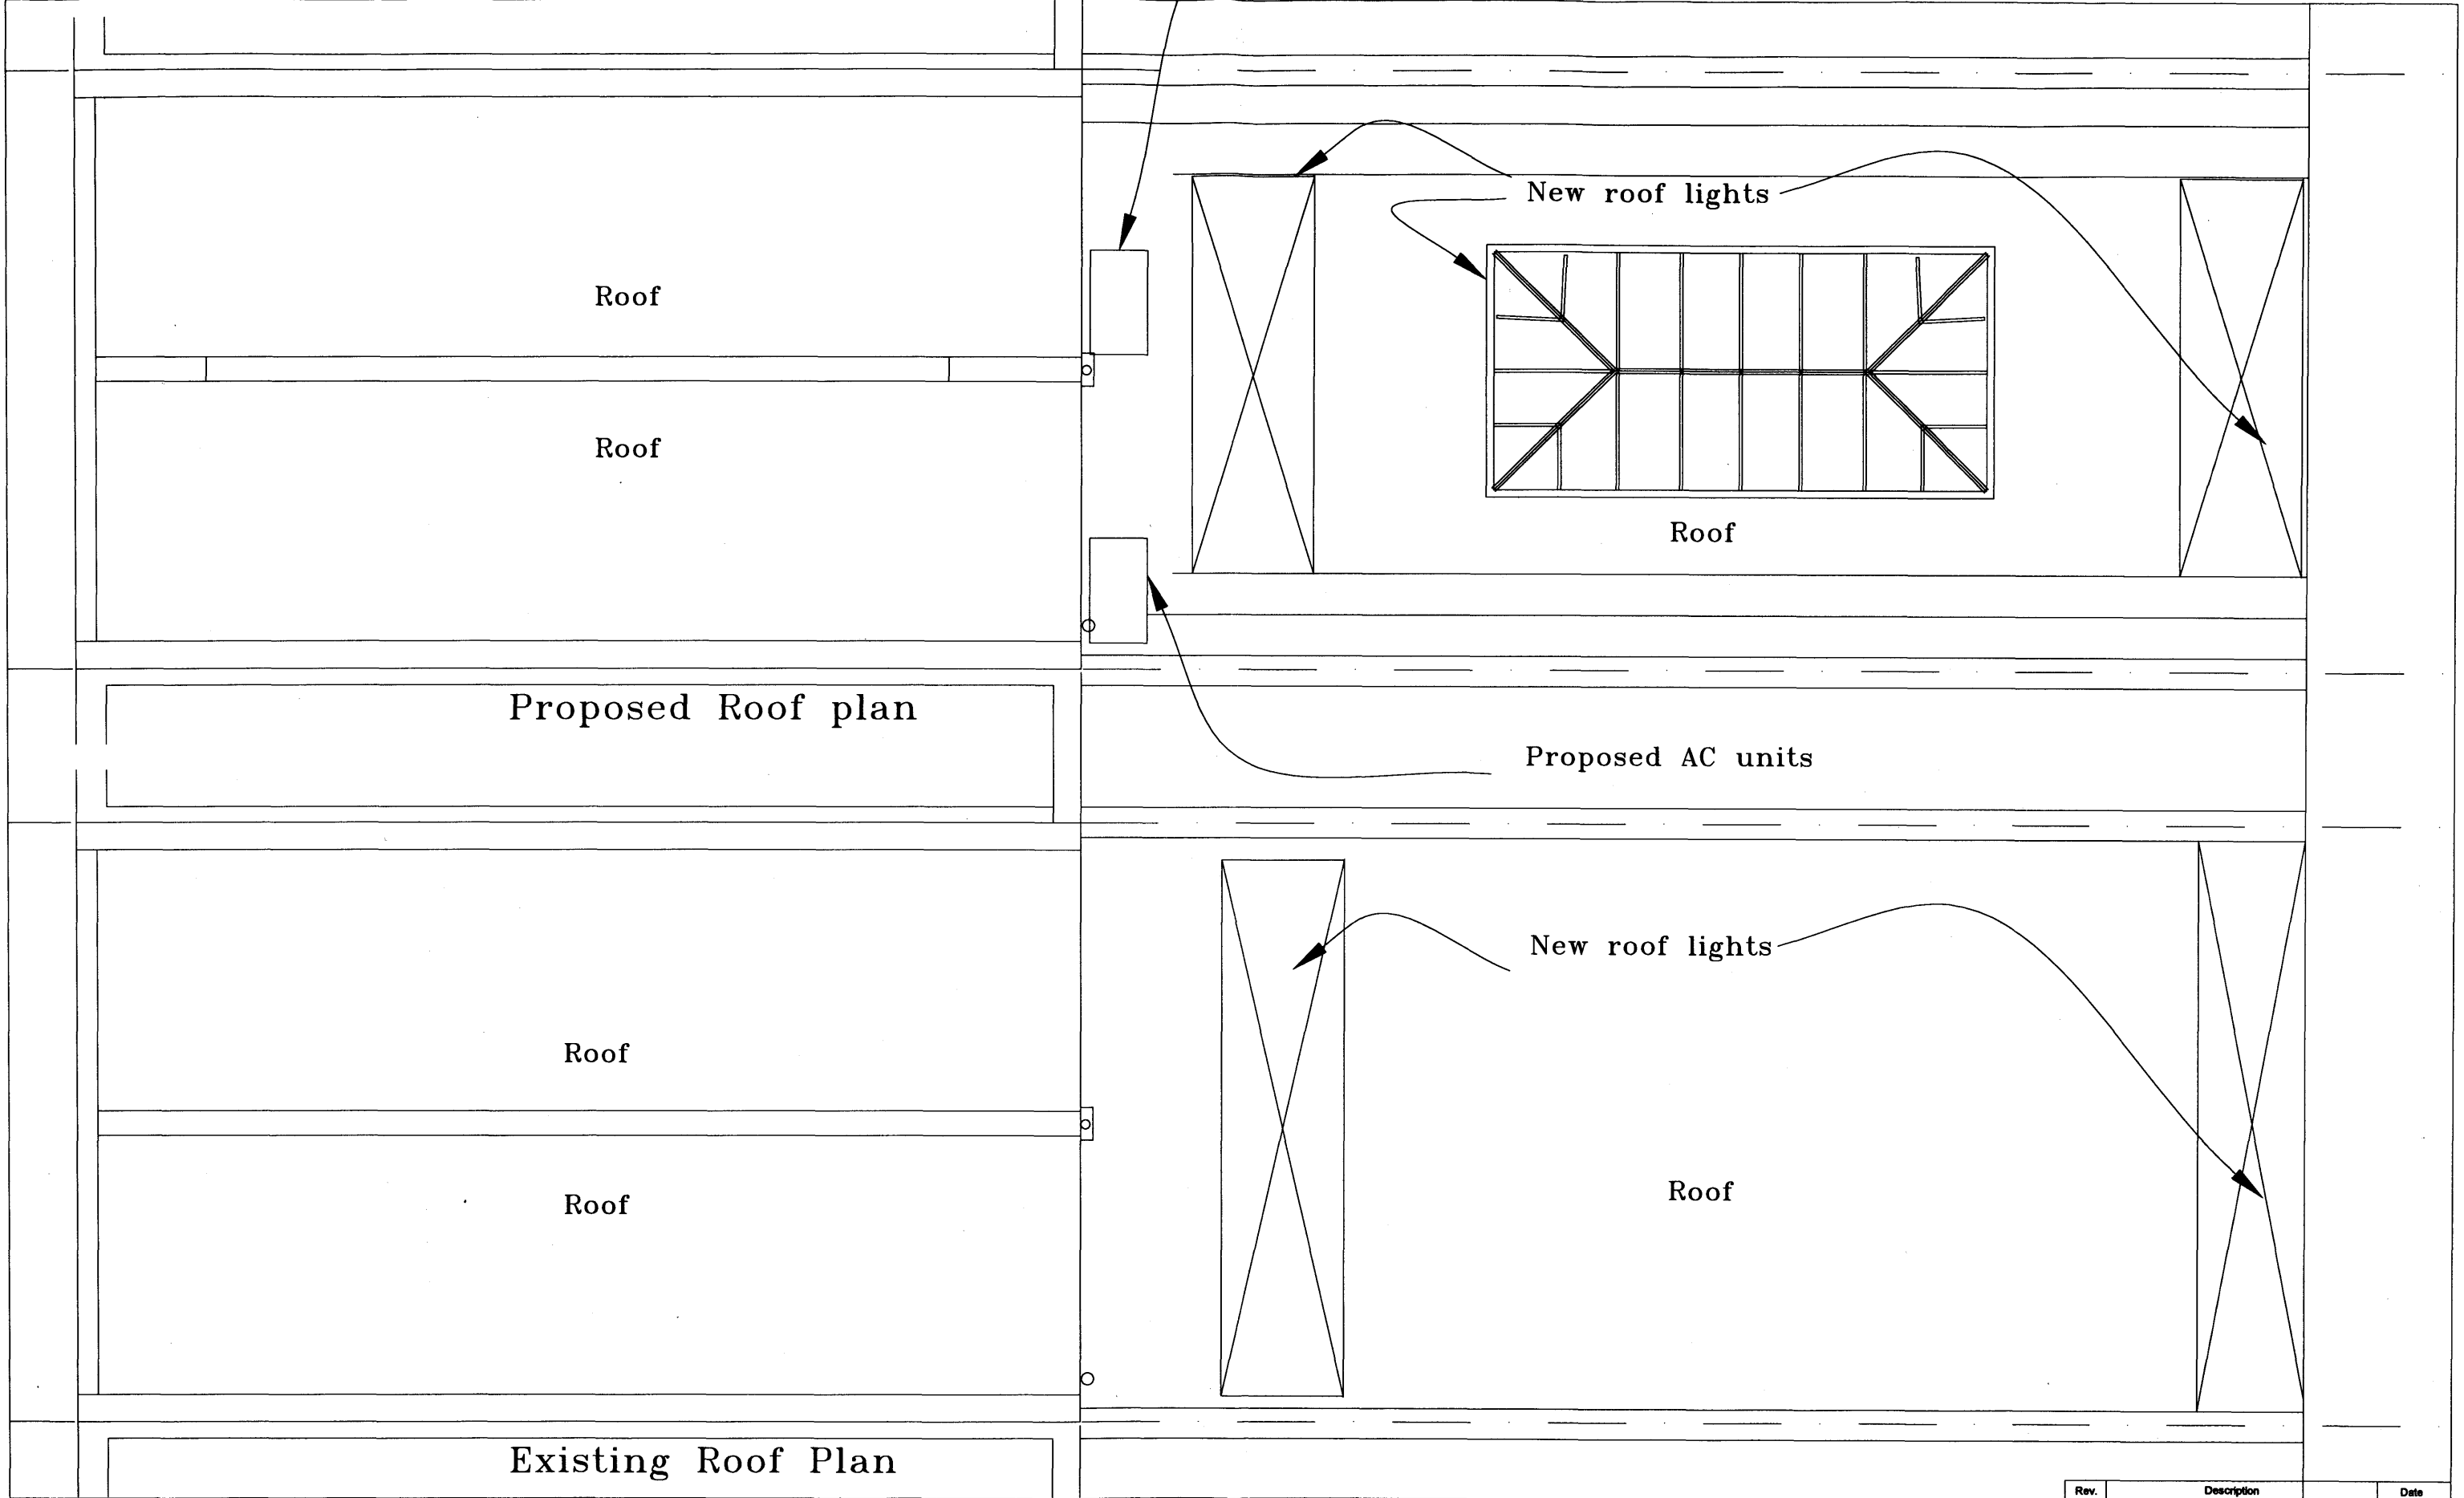 New roof lights
Roof
Roof
Roof
Proposed Roof plan
Proposed AC units
New roof lights
Roof
Roof
Roof
Existing Roof Plan
Rev. Description Date